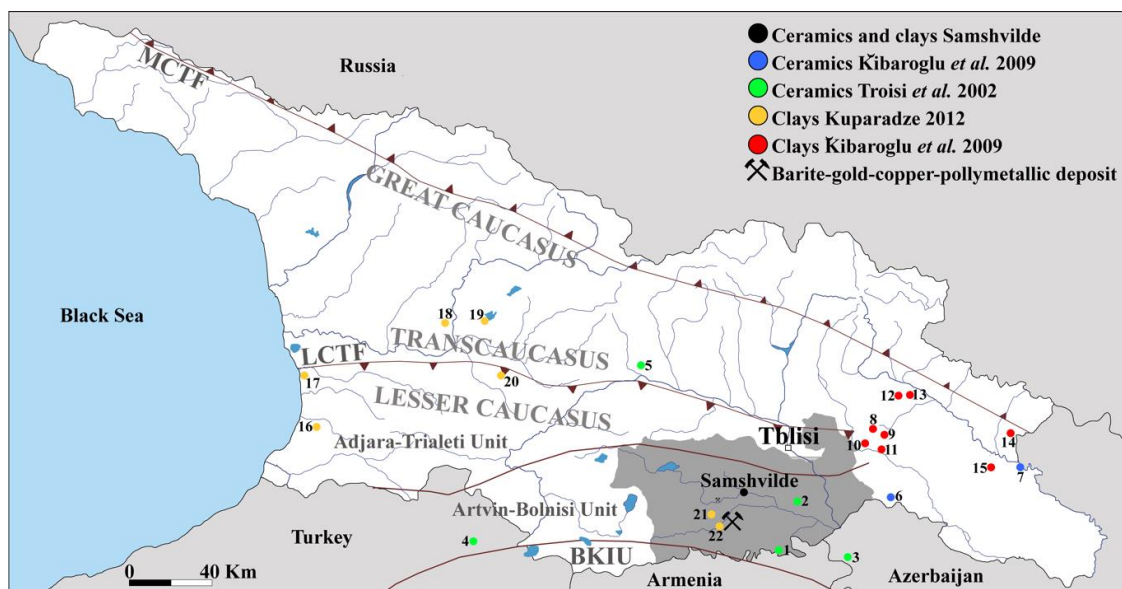 Ceramics and clays Samshvilde
Ceramics Ǩibaroglu et al. 2009
Ceramics Troisi et al. 2002
Clays Kuparadze 2012
Clays Ǩibaroglu et al. 2009
Barite-gold-copper-pollymetallic deposit
Russia
MCTF
GREAT CAUCASUS
Black Sea
18
19
TRANSCAUCASUS
LCTF
5
17
20
12
13
LESSER CAUCASUS
8
9
14
16
Adjara-Trialeti Unit
Tblisi
10
11
15
7
Samshvilde
2
6
Artvin-Bolnisi Unit
21
22
Turkey
4
BKIU
1
3
0
40 Km
Armenia
Azerbaijan